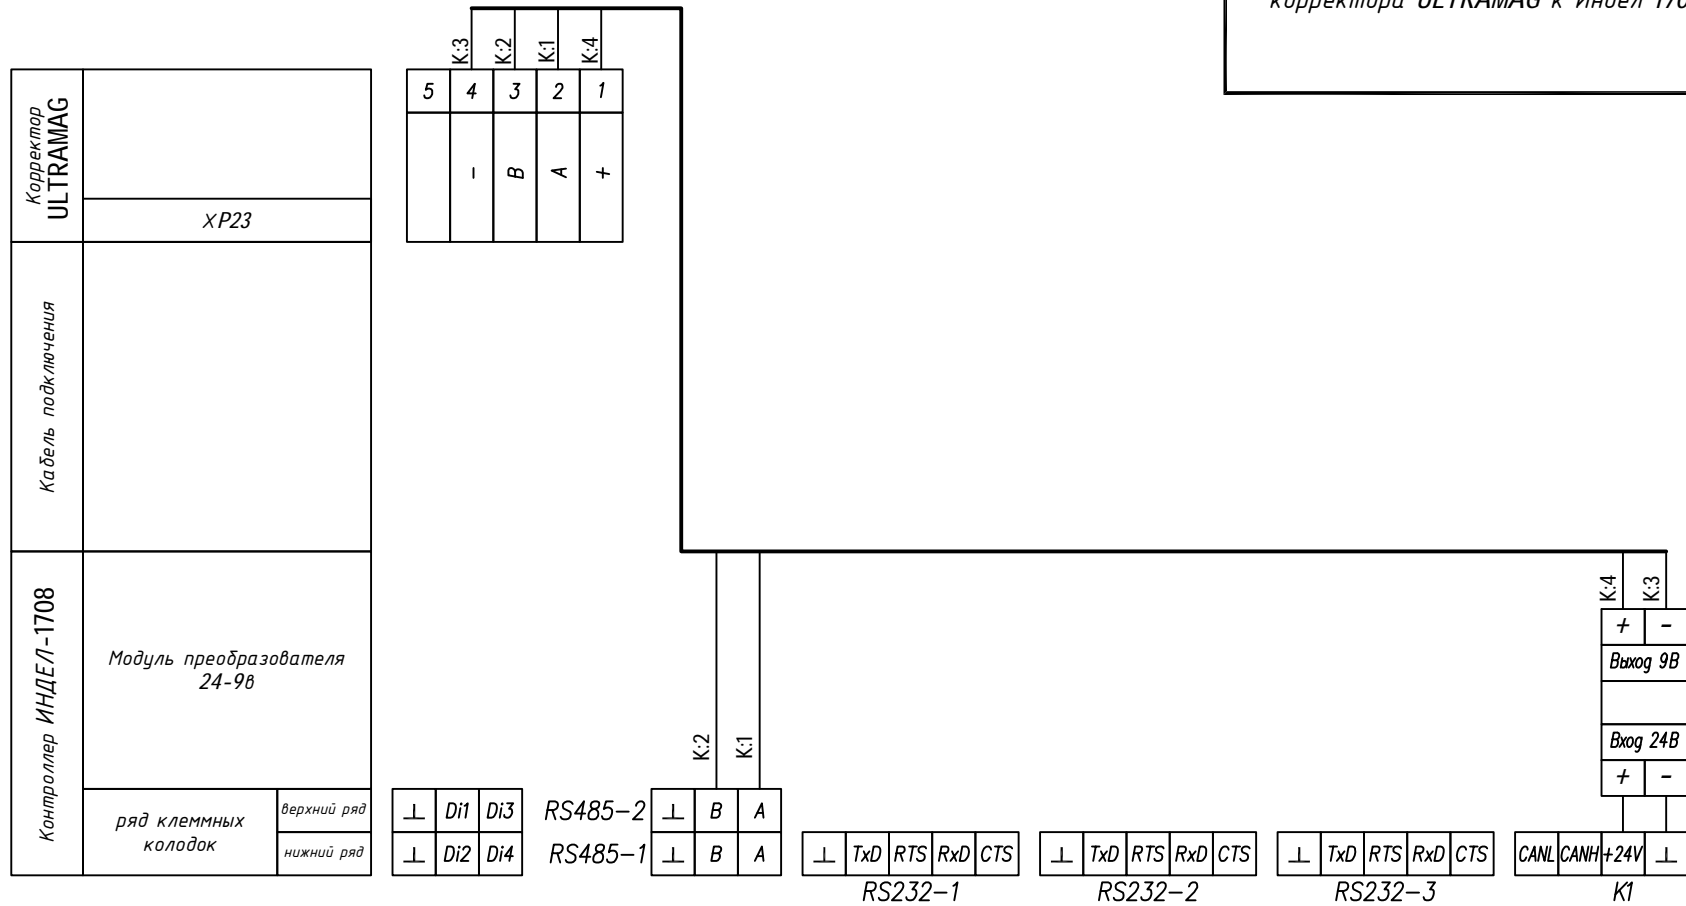 корректора ULTRAMAG к Индел 170
К:3 К:2 К:1 К:4
5 4 3 2 1
- B A +
Корректор
ULTRAMAG
XP23
Кабель подключения
Контроллер ИНДЕЛ-1708
Модуль преобразователя
24-9в
К:2 К:1
К:4 К:3
+ -
Выход 9В
Вход 24В
+ -
ряд клеммных
колодок
верхний ряд
нижний ряд
⊥ Di1 Di3 RS485-2 ⊥ B A
⊥ Di2 Di4 RS485-1 ⊥ B A
⊥ TxD RTS RxD CTS
RS232-1
⊥ TxD RTS RxD CTS
RS232-2
⊥ TxD RTS RxD CTS
RS232-3
CANL CANH +24V ⊥
K1